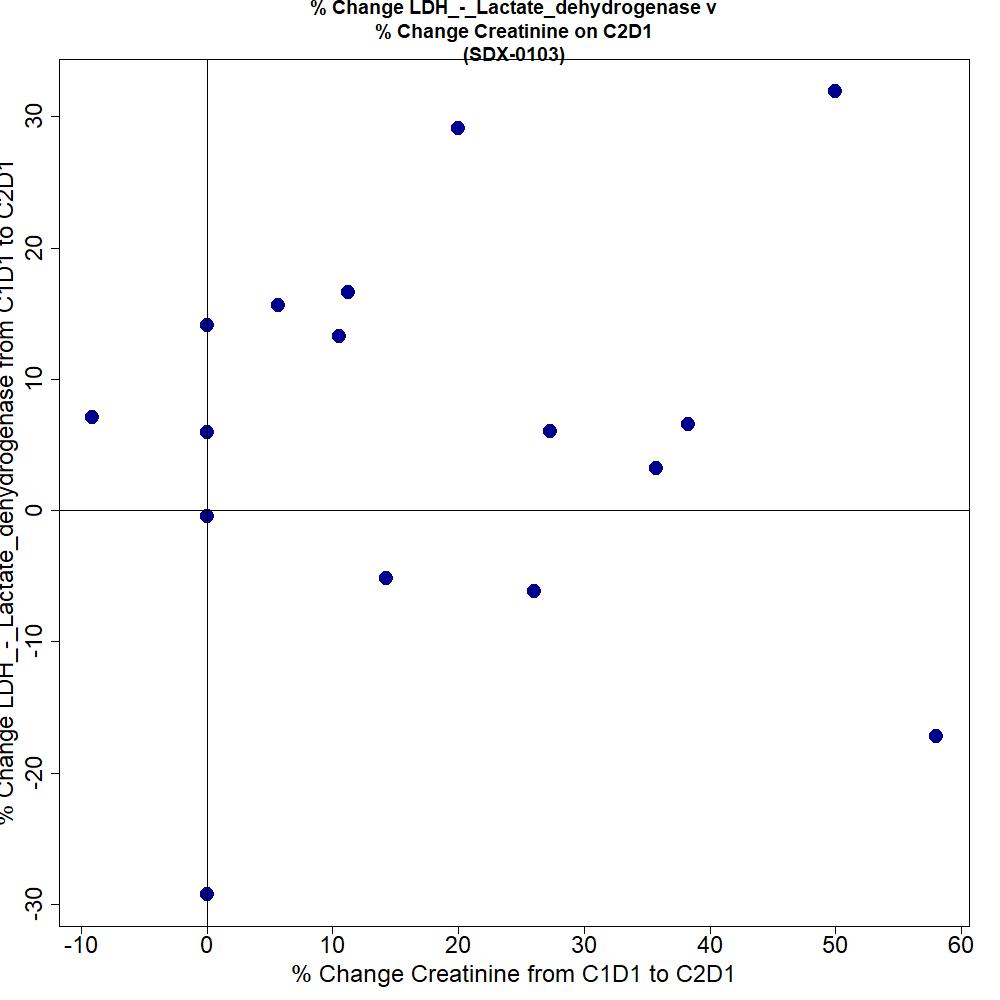 % Change LDH_-_Lactate_dehydrogenase v
% Change Creatinine on C2D1
(SDX-0103)
% Change LDH_-_Lactate_dehydrogenase from C1D1 to C2D1
30
20
10
0
-10
-20
-30
-10 0 10 20 30 40 50 60
% Change Creatinine from C1D1 to C2D1